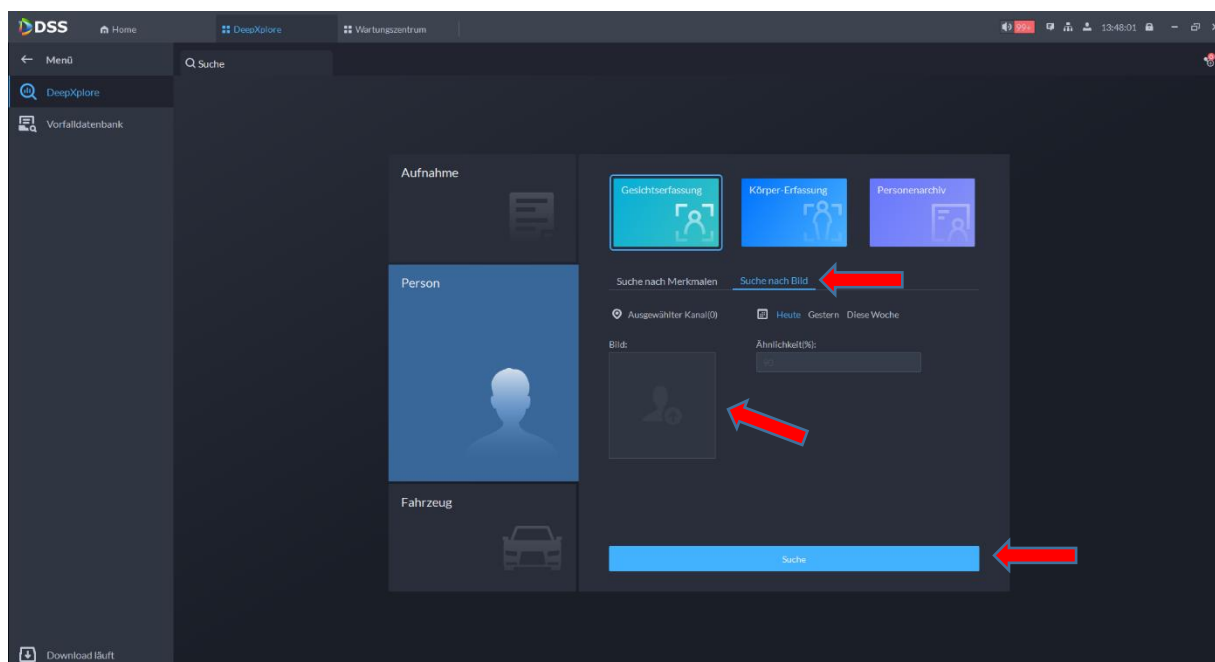 DSS Home DeepXplore Wartungszentrum 99+ 13:48:01
Menü Suche
DeepXplore
Vorfalldatenbank
Aufnahme
Gesichtserfassung Körper-Erfassung Personenarchiv
Person
Suche nach Merkmalen Suche nach Bild
Ausgewählter Kanal(0) Heute Gestern Diese Woche
Bild: Ähnlichkeit(%):
80
Fahrzeug
Suche
Download läuft